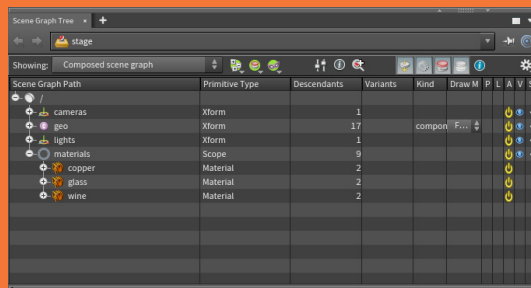 Scene Graph Tree × +
stage
Showing: Composed scene graph
Scene Graph Path Primitive Type Descendants Variants Kind Draw M P L A V S
/
cameras Xform 1
geo Xform 17 compon F...
lights Xform 1
materials Scope 9
copper Material 2
glass Material 2
wine Material 2